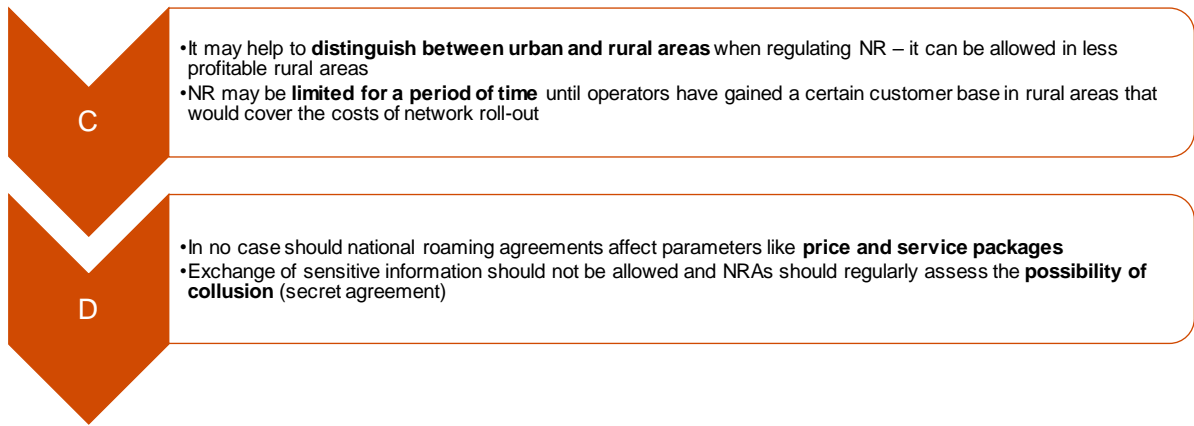 C
•It may help to distinguish between urban and rural areas when regulating NR – it can be allowed in less
profitable rural areas
•NR may be limited for a period of time until operators have gained a certain customer base in rural areas that
would cover the costs of network roll-out
D
•In no case should national roaming agreements affect parameters like price and service packages
•Exchange of sensitive information should not be allowed and NRAs should regularly assess the possibility of
collusion (secret agreement)